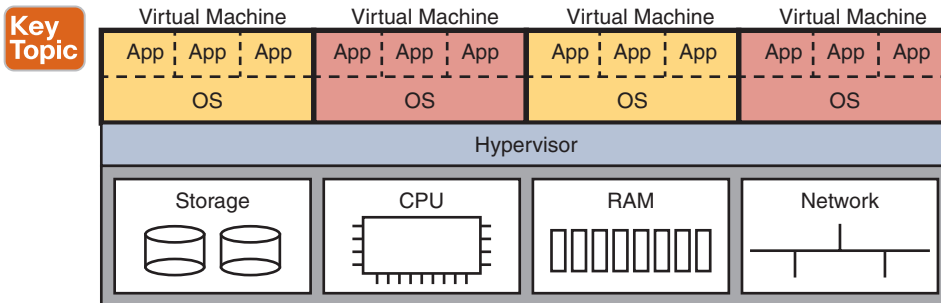 Key
Topic
Virtual Machine Virtual Machine Virtual Machine Virtual Machine
App App App App App App App App App App App App
OS OS OS OS
Hypervisor
Storage CPU RAM Network